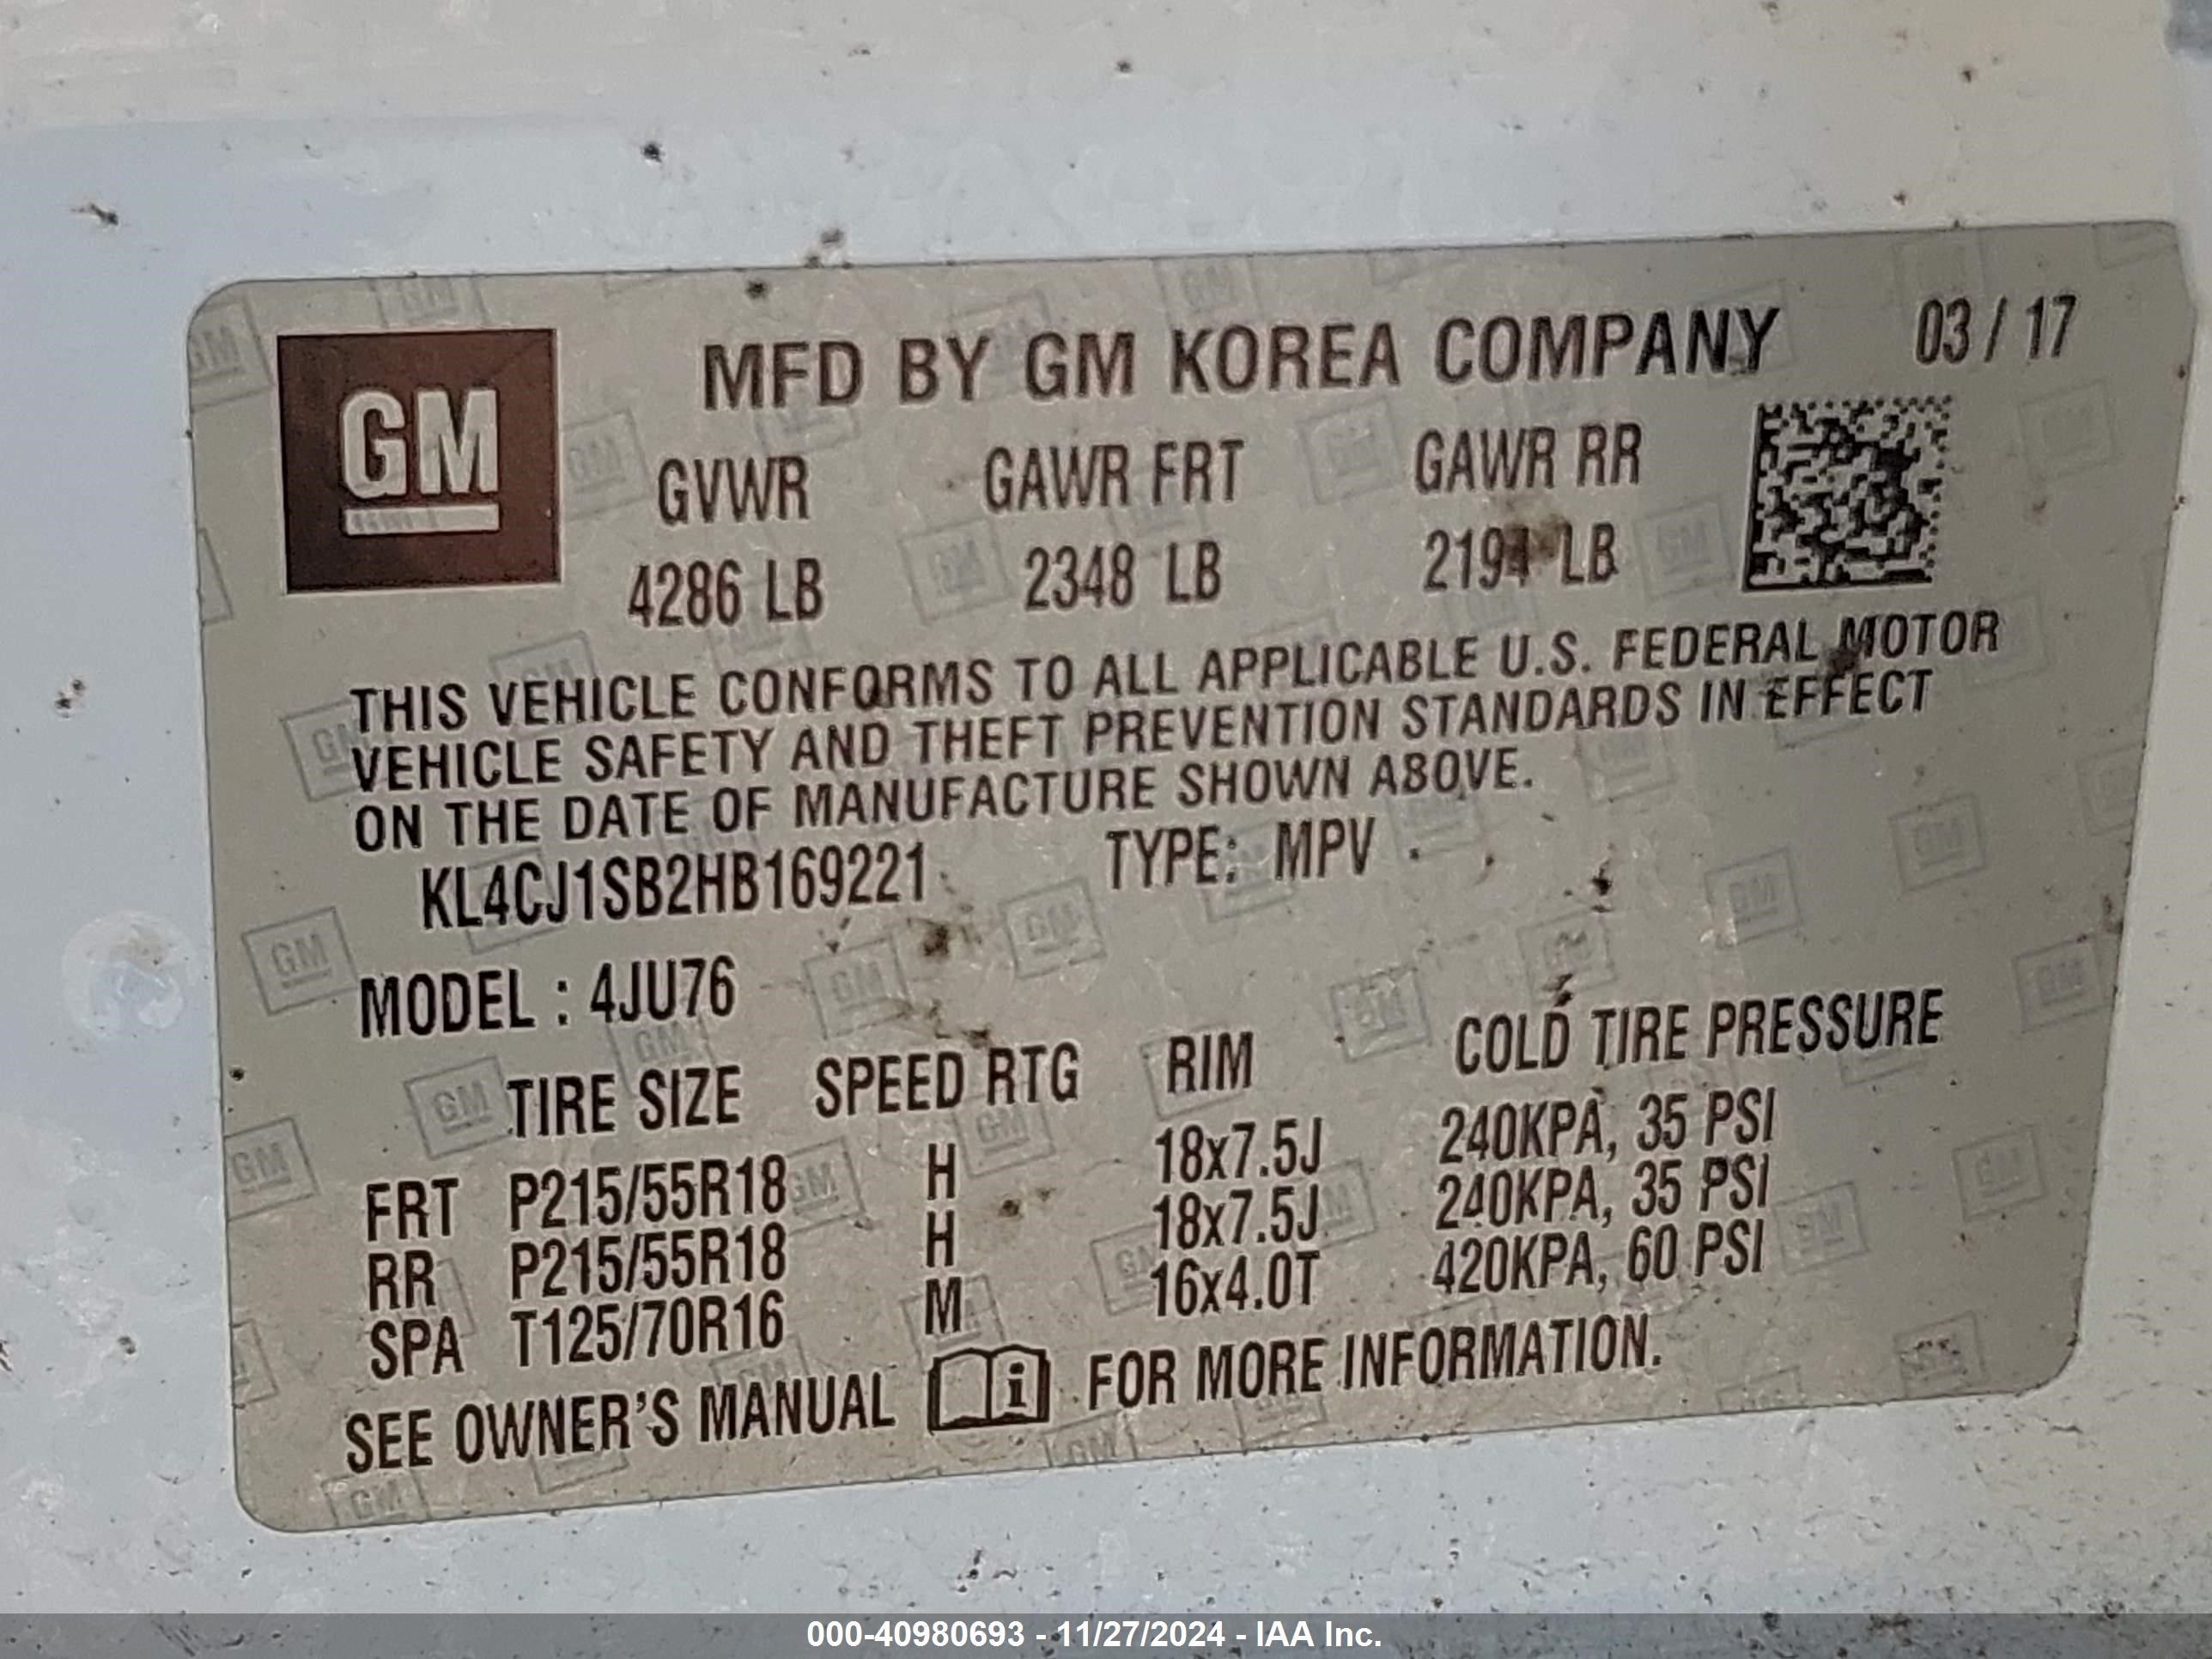 GM
MFD BY GM KOREA COMPANY 03 / 17
GVWR GAWR FRT GAWR RR
4286 LB 2348 LB 2194 LB
THIS VEHICLE CONFORMS TO ALL APPLICABLE U.S. FEDERAL MOTOR
VEHICLE SAFETY AND THEFT PREVENTION STANDARDS IN EFFECT
ON THE DATE OF MANUFACTURE SHOWN ABOVE.
KL4CJ1SB2HB169221 TYPE: MPV
MODEL : 4JU76
TIRE SIZE SPEED RTG RIM COLD TIRE PRESSURE
FRT P215/55R18 H 18x7.5J 240KPA, 35 PSI
RR P215/55R18 H 18x7.5J 240KPA, 35 PSI
SPA T125/70R16 M 16x4.0T 420KPA, 60 PSI
SEE OWNER'S MANUAL i FOR MORE INFORMATION.
000-40980693 - 11/27/2024 - IAA Inc.